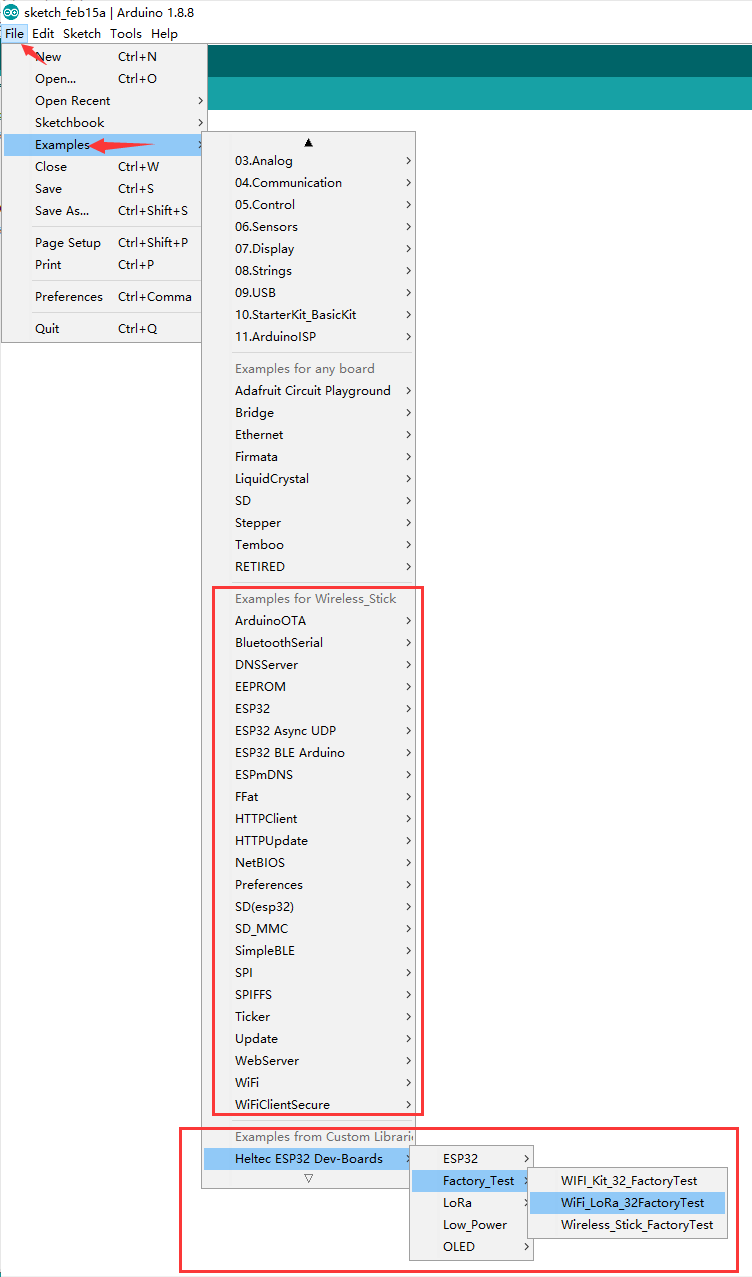 sketch_feb15a | Arduino 1.8.8
File Edit Sketch Tools Help
New Ctrl+N
Open... Ctrl+O
Open Recent
Sketchbook
Examples
Close Ctrl+W
Save Ctrl+S
Save As... Ctrl+Shift+S
Page Setup Ctrl+Shift+P
Print Ctrl+P
Preferences Ctrl+Comma
Quit Ctrl+Q
03.Analog
04.Communication
05.Control
06.Sensors
07.Display
08.Strings
09.USB
10.StarterKit_BasicKit
11.ArduinoISP
Examples for any board
Adafruit Circuit Playground
Bridge
Ethernet
Firmata
LiquidCrystal
SD
Stepper
Temboo
RETIRED
Examples for Wireless_Stick
ArduinoOTA
BluetoothSerial
DNSServer
EEPROM
ESP32
ESP32 Async UDP
ESP32 BLE Arduino
ESPmDNS
FFat
HTTPClient
HTTPUpdate
NetBIOS
Preferences
SD(esp32)
SD_MMC
SimpleBLE
SPI
SPIFFS
Ticker
Update
WebServer
WiFi
WiFiClientSecure
Examples from Custom Librari
Heltec ESP32 Dev-Boards
ESP32
Factory_Test
LoRa
Low_Power
OLED
WIFI_Kit_32_FactoryTest
WiFi_LoRa_32FactoryTest
Wireless_Stick_FactoryTest